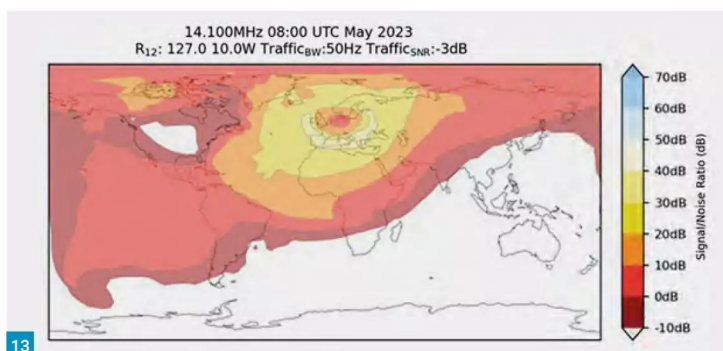 14.100MHz 08:00 UTC May 2023
R12: 127.0 10.0W TrafficBW:50Hz TrafficSNR:-3dB
70dB
60dB
50dB
40dB
30dB
20dB
10dB
0dB
-10dB
Signal/Noise Ratio (dB)
13